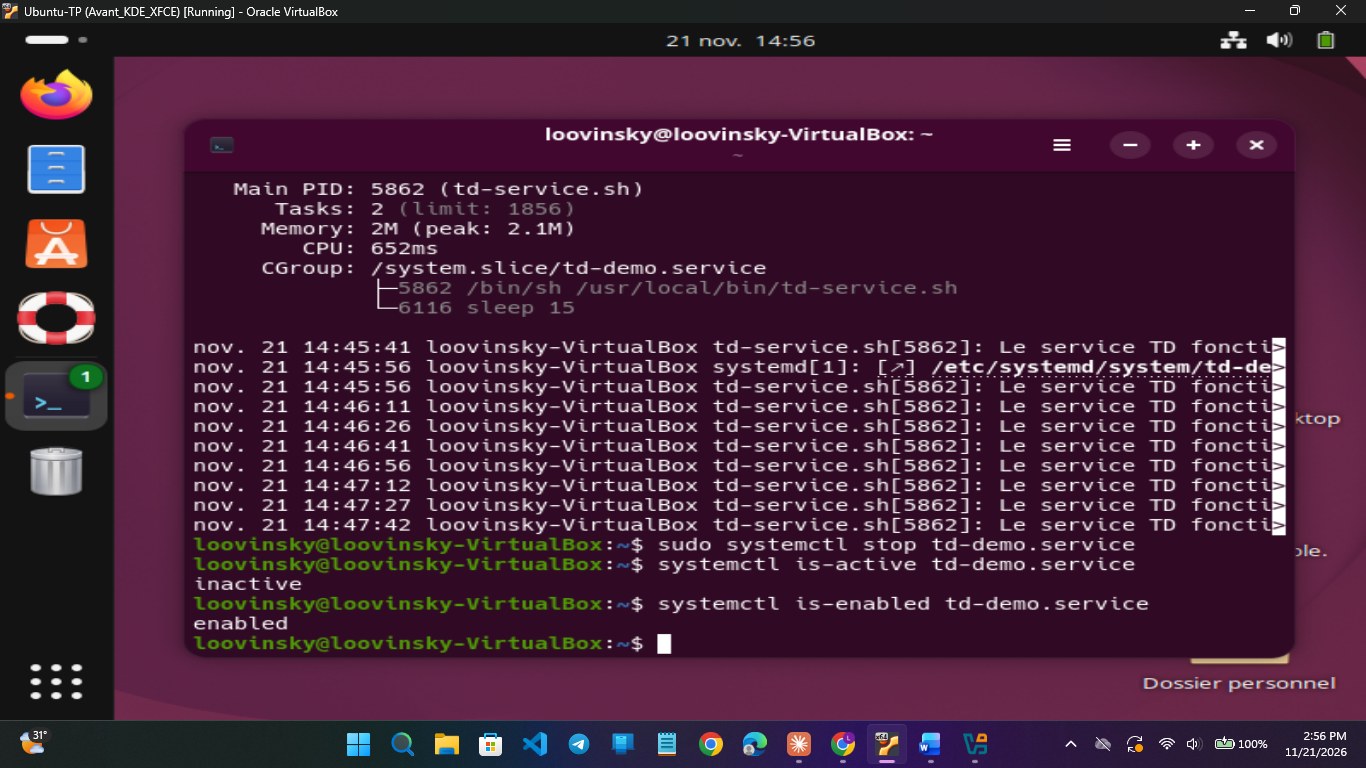 Ubuntu-TP (Avant_KDE_XFCE) [Running] - Oracle VirtualBox
21 nov. 14:56
loovinsky@loovinsky-VirtualBox: ~
~
Main PID: 5862 (td-service.sh)
Tasks: 2 (limit: 1856)
Memory: 2M (peak: 2.1M)
CPU: 652ms
CGroup: /system.slice/td-demo.service
├─5862 /bin/sh /usr/local/bin/td-service.sh
└─6116 sleep 15
nov. 21 14:45:41 loovinsky-VirtualBox td-service.sh[5862]: Le service TD foncti>
nov. 21 14:45:56 loovinsky-VirtualBox systemd[1]: [↗] /etc/systemd/system/td-de>
nov. 21 14:45:56 loovinsky-VirtualBox td-service.sh[5862]: Le service TD foncti>
nov. 21 14:46:11 loovinsky-VirtualBox td-service.sh[5862]: Le service TD foncti>
nov. 21 14:46:26 loovinsky-VirtualBox td-service.sh[5862]: Le service TD foncti>
nov. 21 14:46:41 loovinsky-VirtualBox td-service.sh[5862]: Le service TD foncti>
nov. 21 14:46:56 loovinsky-VirtualBox td-service.sh[5862]: Le service TD foncti>
nov. 21 14:47:12 loovinsky-VirtualBox td-service.sh[5862]: Le service TD foncti>
nov. 21 14:47:27 loovinsky-VirtualBox td-service.sh[5862]: Le service TD foncti>
nov. 21 14:47:42 loovinsky-VirtualBox td-service.sh[5862]: Le service TD foncti>
loovinsky@loovinsky-VirtualBox:~$ sudo systemctl stop td-demo.service
loovinsky@loovinsky-VirtualBox:~$ systemctl is-active td-demo.service
inactive
loovinsky@loovinsky-VirtualBox:~$ systemctl is-enabled td-demo.service
enabled
loovinsky@loovinsky-VirtualBox:~$
1
ktop
ble.
Dossier personnel
31°
100%
2:56 PM
11/21/2026